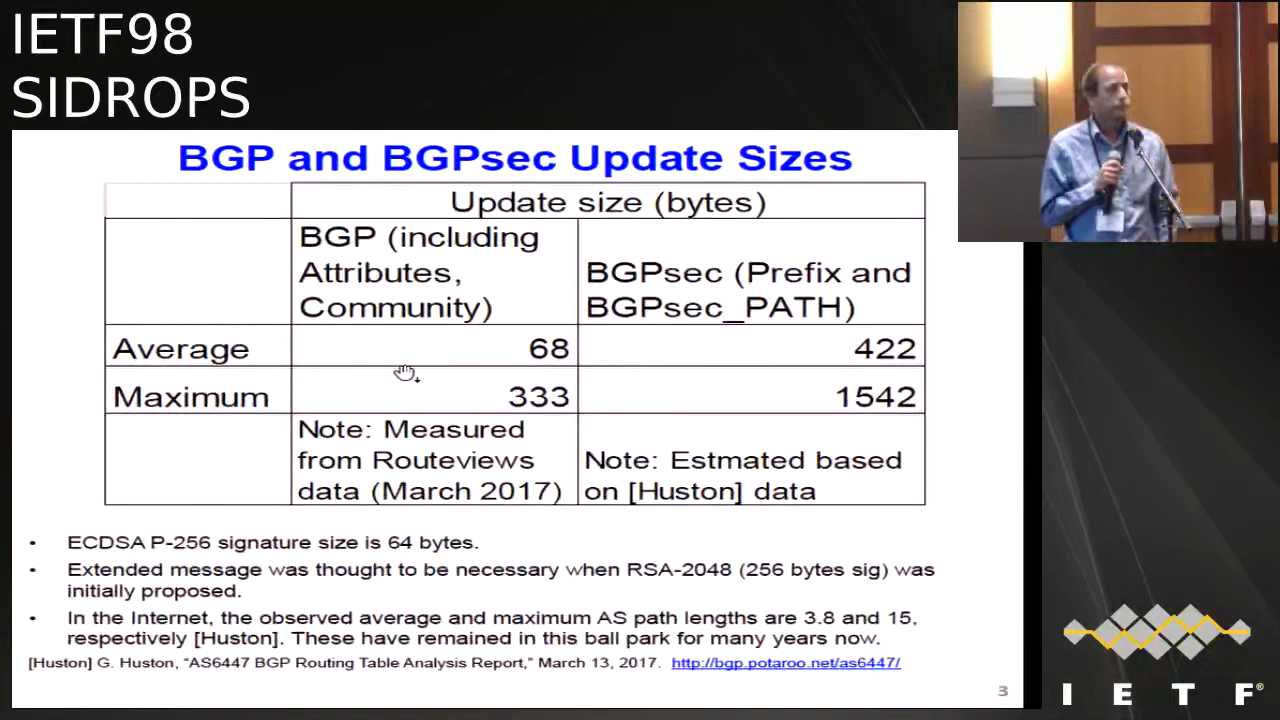 IETF98
SIDROPS
BGP and BGPsec Update Sizes
Update size (bytes)
BGP (including
Attributes,
Community)
BGPsec (Prefix and
BGPsec_PATH)
Average 68 422
Maximum 333 1542
Note: Measured
from Routeviews
data (March 2017)
Note: Estmated based
on [Huston] data
• ECDSA P-256 signature size is 64 bytes.
• Extended message was thought to be necessary when RSA-2048 (256 bytes sig) was
initially proposed.
• In the Internet, the observed average and maximum AS path lengths are 3.8 and 15,
respectively [Huston]. These have remained in this ball park for many years now.
[Huston] G. Huston, "AS6447 BGP Routing Table Analysis Report," March 13, 2017. http://bgp.potaroo.net/as6447/
3
I E T F®